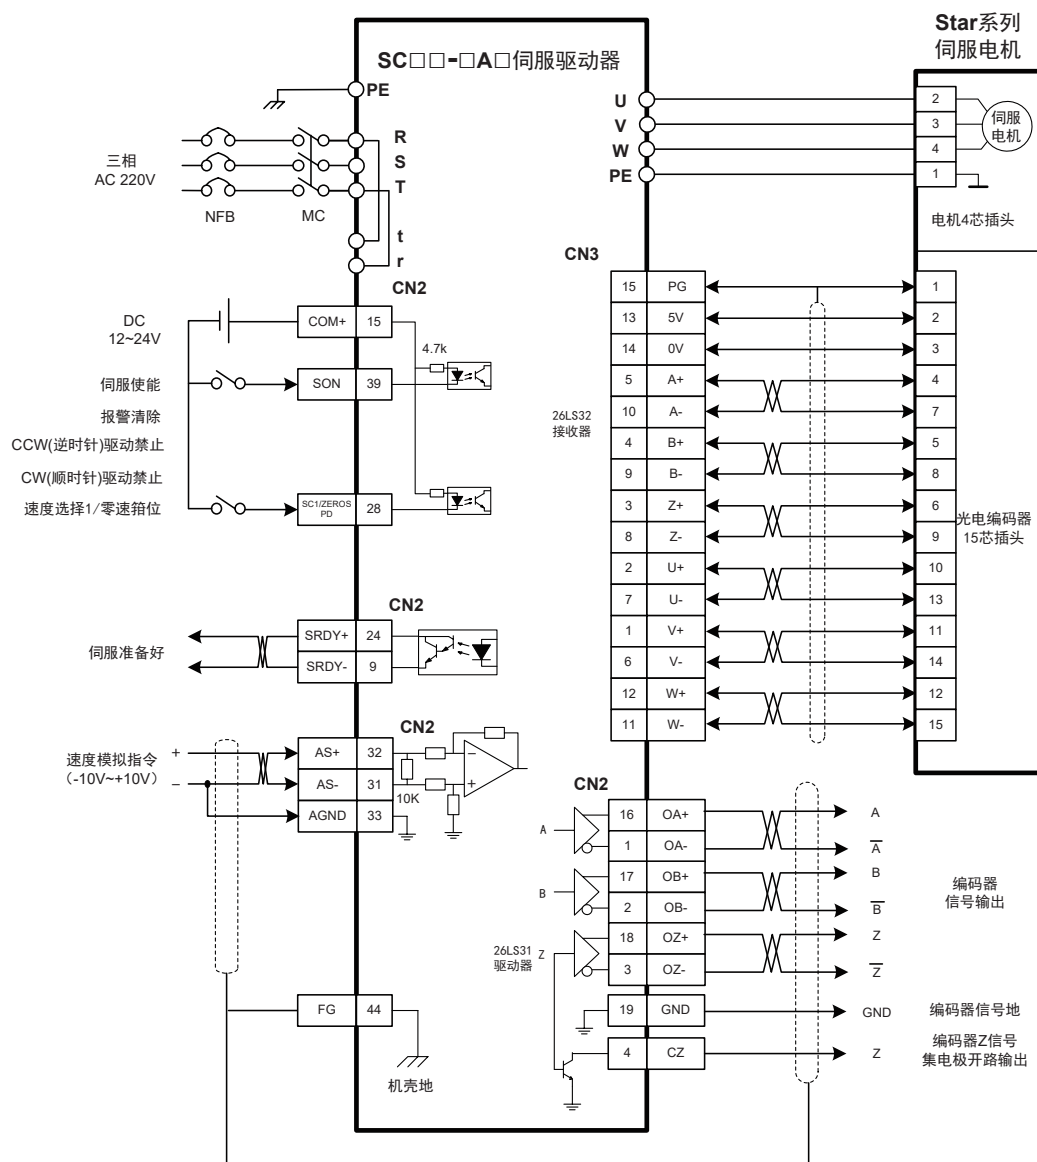 Star系列
伺服电机
SC□□-□A□伺服驱动器
PE
R
S
T
t
r
三相
AC 220V
NFB
MC
U
V
W
PE
2
3
4
1
伺服
电机
电机4芯插头
CN3
15 PG 1
13 5V 2
14 0V 3
5 A+ 4
10 A- 7
4 B+ 5
9 B- 8
3 Z+ 6
8 Z- 9
2 U+ 10
7 U- 13
1 V+ 11
6 V- 14
12 W+ 12
11 W- 15
26LS32
接收器
光电编码器
15芯插头
CN2
DC
12~24V
COM+ 15
4.7k
伺服使能
SON 39
报警清除
CCW(逆时针)驱动禁止
CW(顺时针)驱动禁止
速度选择1/零速箝位
SC1/ZEROS
PD
28
CN2
伺服准备好
SRDY+ 24
SRDY- 9
CN2
速度模拟指令
(-10V~+10V)
+
−
AS+ 32
AS- 31
AGND 33
10K
−
+
FG 44
机壳地
CN2
A
16 OA+ A
1 OA- A̅
B
17 OB+ B
2 OB- B̅
26LS31
驱动器
Z
18 OZ+ Z
3 OZ- Z̅
编码器
信号输出
19 GND GND
编码器信号地
4 CZ Z
编码器Z信号
集电极开路输出